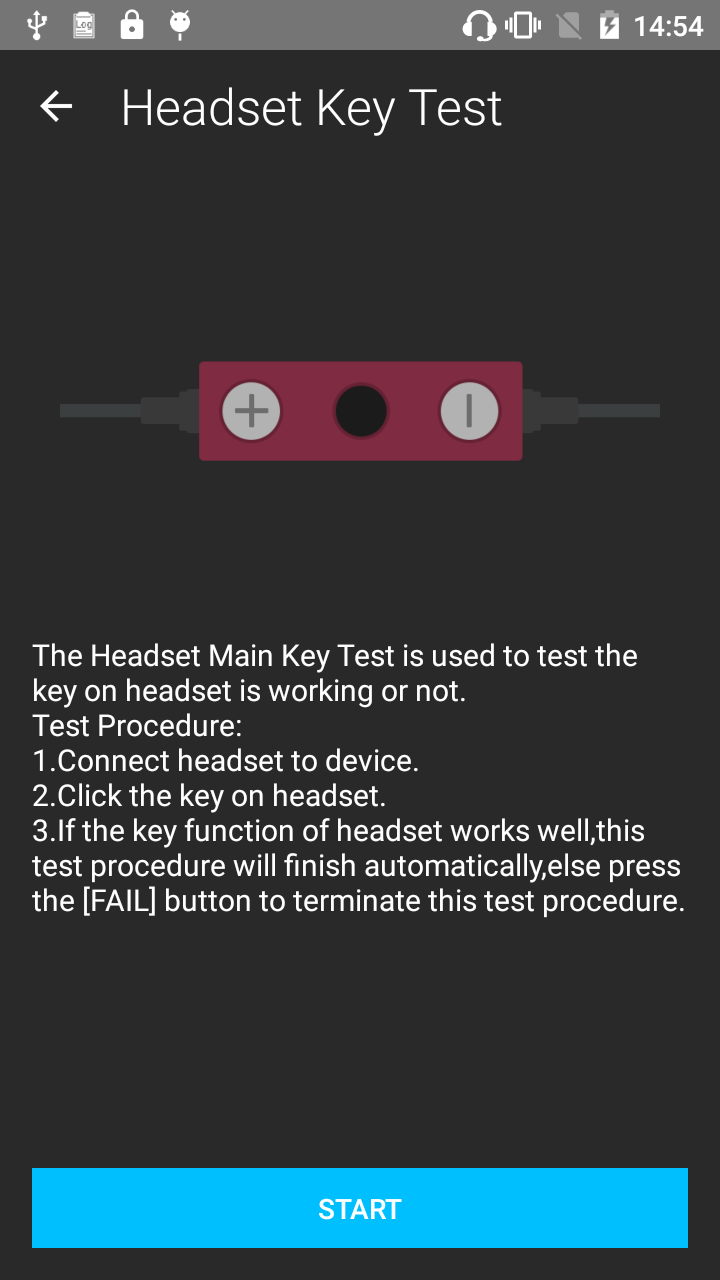 Log
14:54
Headset Key Test
The Headset Main Key Test is used to test the
key on headset is working or not.
Test Procedure:
1.Connect headset to device.
2.Click the key on headset.
3.If the key function of headset works well,this
test procedure will finish automatically,else press
the [FAIL] button to terminate this test procedure.
START